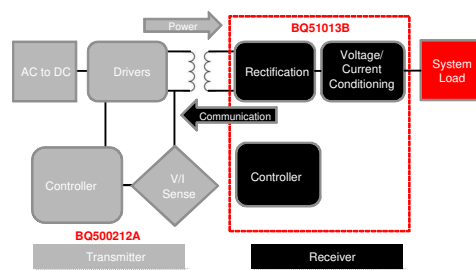 Power
BQ51013B
AC to DC
Drivers
Rectification
Voltage/
Current
Conditioning
System
Load
Communication
Controller
V/I
Sense
Controller
BQ500212A
Transmitter
Receiver